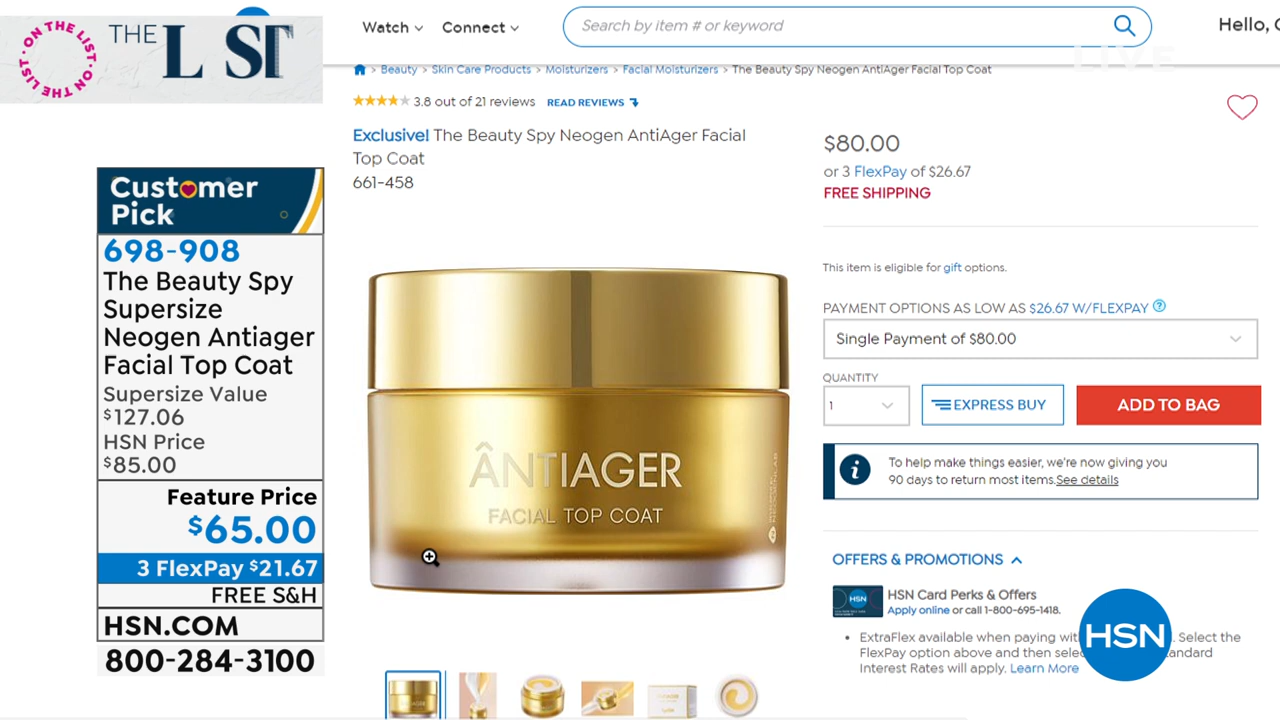 ON THE LIST · ON THE LIST ·
THE LIST
Watch
Connect
Search by item # or keyword
Hello,
LIVE
> Beauty > Skin Care Products > Moisturizers > Facial Moisturizers > The Beauty Spy Neogen AntiAger Facial Top Coat
3.8 out of 21 reviews READ REVIEWS
Exclusive! The Beauty Spy Neogen AntiAger Facial
Top Coat
661-458
$80.00
or 3 FlexPay of $26.67
FREE SHIPPING
This item is eligible for gift options.
PAYMENT OPTIONS AS LOW AS $26.67 W/FLEXPAY ?
Single Payment of $80.00
QUANTITY
1
EXPRESS BUY
ADD TO BAG
i
To help make things easier, we're now giving you
90 days to return most items.See details
OFFERS & PROMOTIONS
HSN
HSN Card Perks & Offers
Apply online or call 1-800-695-1418.
• ExtraFlex available when paying wit
. Select the
FlexPay option above and then selec
tandard
Interest Rates will apply. Learn More
HSN
Customer
Pick
698-908
The Beauty Spy
Supersize
Neogen Antiager
Facial Top Coat
Supersize Value
$127.06
HSN Price
$85.00
Feature Price
$65.00
3 FlexPay $21.67
FREE S&H
HSN.COM
800-284-3100
ÂNTIAGER
FACIAL TOP COAT
ANTIAGER